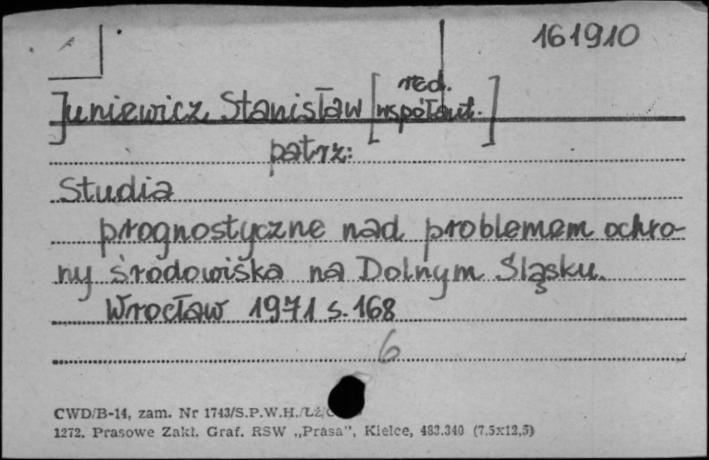 161910
Juniewicz, Stanisław [red. współaut.]
patrz:
Studia
prognostyczne nad problemem ochro-
ny środowiska na Dolnym Śląsku.
Wrocław 1971 s. 168
6
CWD/B-14, zam. Nr 1743/S.P.W.H./Łż/
1272. Prasowe Zakł. Graf. RSW „Prasa", Kielce, 483.340 (7,5x12,5)